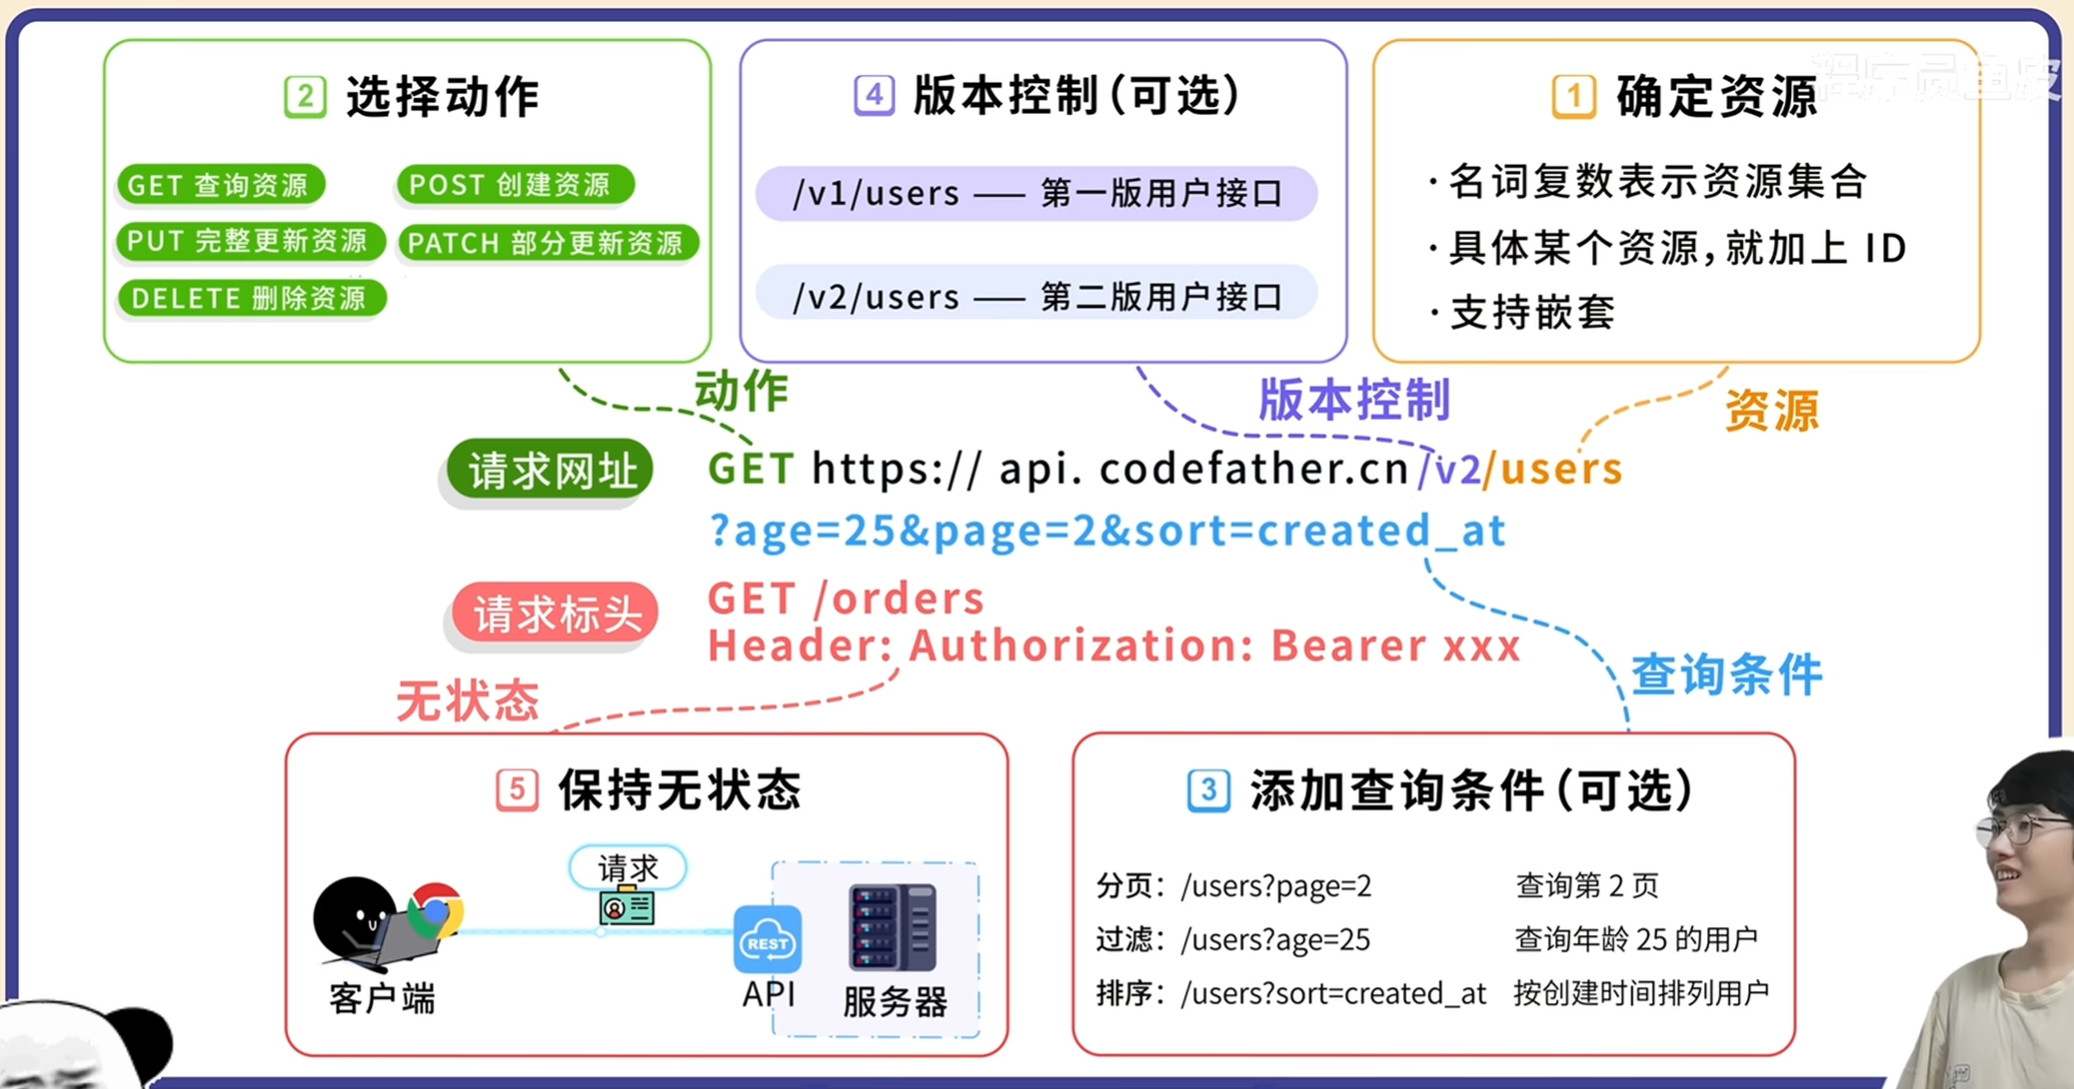 2 选择动作
GET 查询资源
POST 创建资源
PUT 完整更新资源
PATCH 部分更新资源
DELETE 删除资源
4 版本控制(可选)
/v1/users —— 第一版用户接口
/v2/users —— 第二版用户接口
1 确定资源
程序员鱼皮
·名词复数表示资源集合
·具体某个资源,就加上 ID
·支持嵌套
动作
版本控制
资源
请求网址
GET https:// api. codefather.cn/v2/users
?age=25&page=2&sort=created_at
请求标头
GET /orders
Header: Authorization: Bearer xxx
无状态
查询条件
5 保持无状态
请求
REST
客户端
API
服务器
3 添加查询条件(可选)
分页: /users?page=2 查询第 2 页
过滤: /users?age=25 查询年龄 25 的用户
排序: /users?sort=created_at 按创建时间排列用户